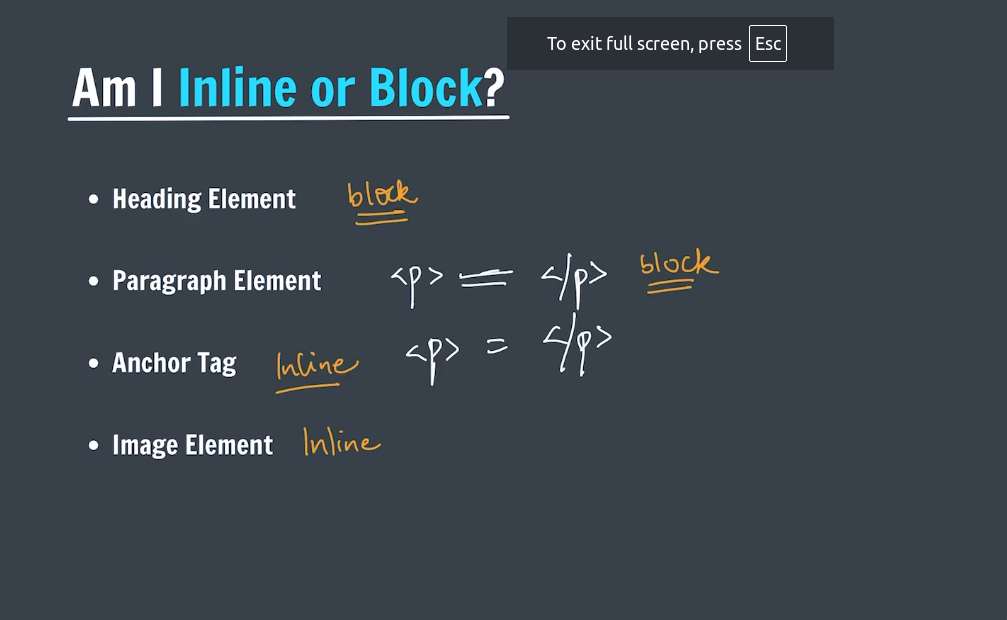 To exit full screen, press Esc
Am I Inline or Block?
• Heading Element block
• Paragraph Element <p> = </p> block
<p> = </p>
• Anchor Tag Inline
• Image Element Inline